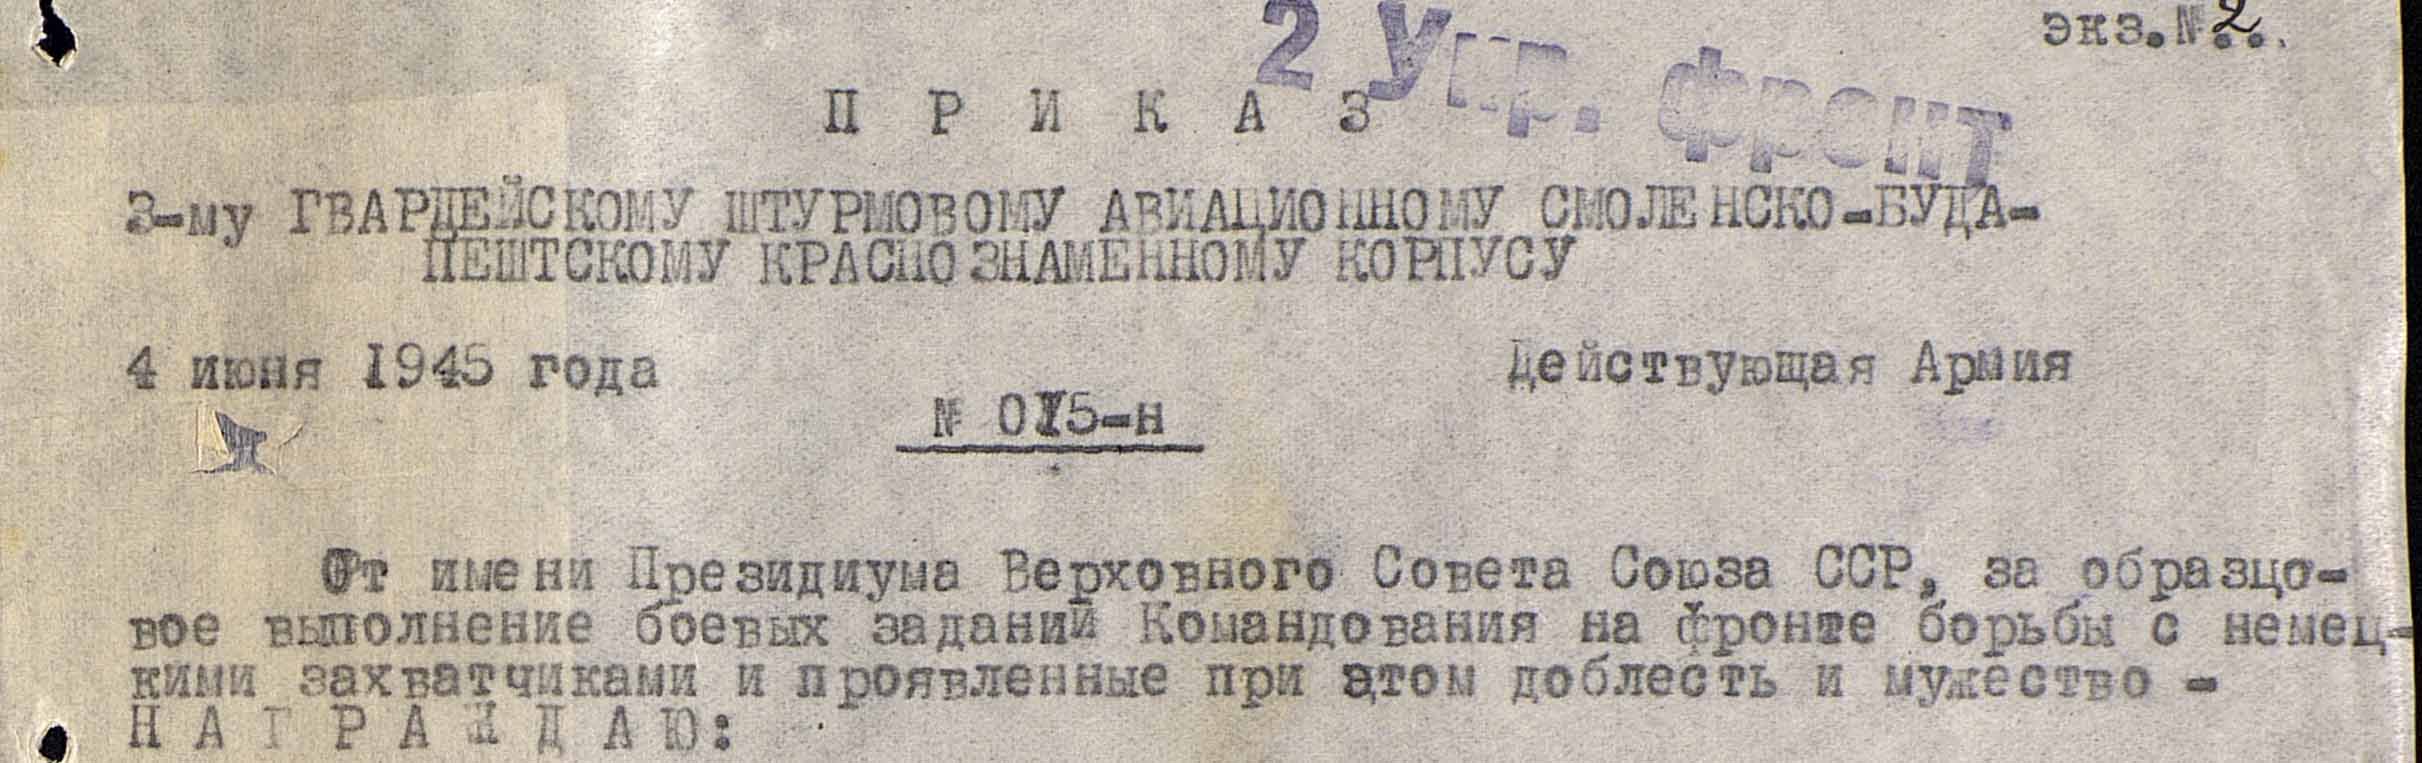 экз.№ 2..
2 Укр. фронт
П Р И К А З
3-му ГВАРДЕЙСКОМУ ШТУРМОВОМУ АВИАЦИОННОМУ СМОЛЕНСКО-БУДА-
ПЕШТСКОМУ КРАСНОЗНАМЕННОМУ КОРПУСУ
4 июня 1945 года
Действующая Армия
№ 015-н
От имени Президиума Верховного Совета Союза ССР, за образцо-
вое выполнение боевых заданий Командования на фронте борьбы с немец-
кими захватчиками и проявленные при этом доблесть и мужество -
Н А Г Р А Ж Д А Ю: